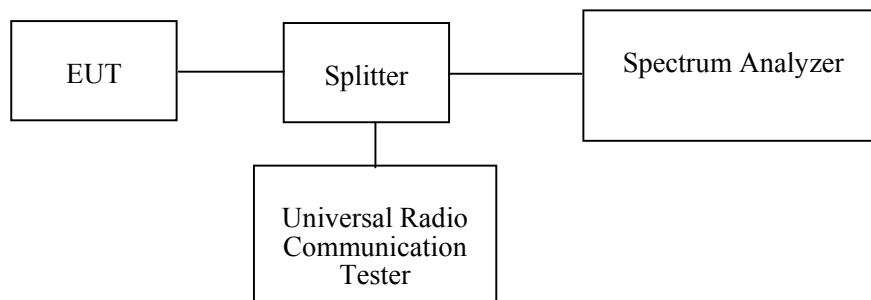 EUT
Splitter
Spectrum Analyzer
Universal Radio
Communication
Tester